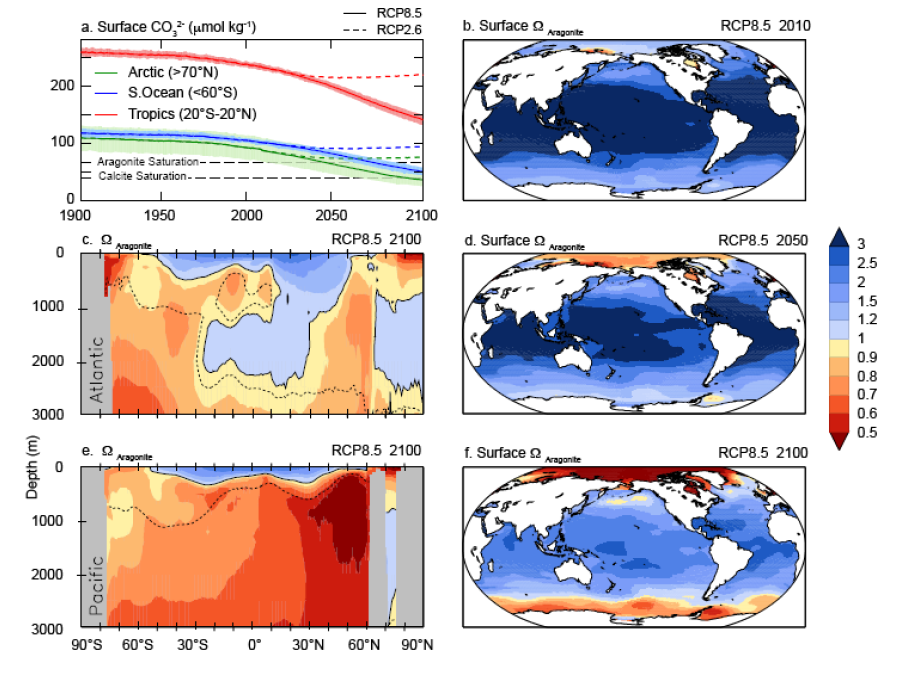 RCP8.5
RCP2.6
a. Surface CO₃²⁻ (μmol kg⁻¹)
200
100
0
Arctic (>70°N)
S.Ocean (<60°S)
Tropics (20°S-20°N)
Aragonite Saturation
Calcite Saturation
1900 1950 2000 2050 2100
b. Surface Ω Aragonite RCP8.5 2010
c. Ω Aragonite RCP8.5 2100
0
1000
2000
3000
Atlantic
d. Surface Ω Aragonite RCP8.5 2050
3
2.5
2
1.5
1.2
1
0.9
0.8
0.7
0.6
0.5
e. Ω Aragonite RCP8.5 2100
Depth (m)
0
1000
2000
3000
Pacific
90°S 60°S 30°S 0° 30°N 60°N 90°N
f. Surface Ω Aragonite RCP8.5 2100